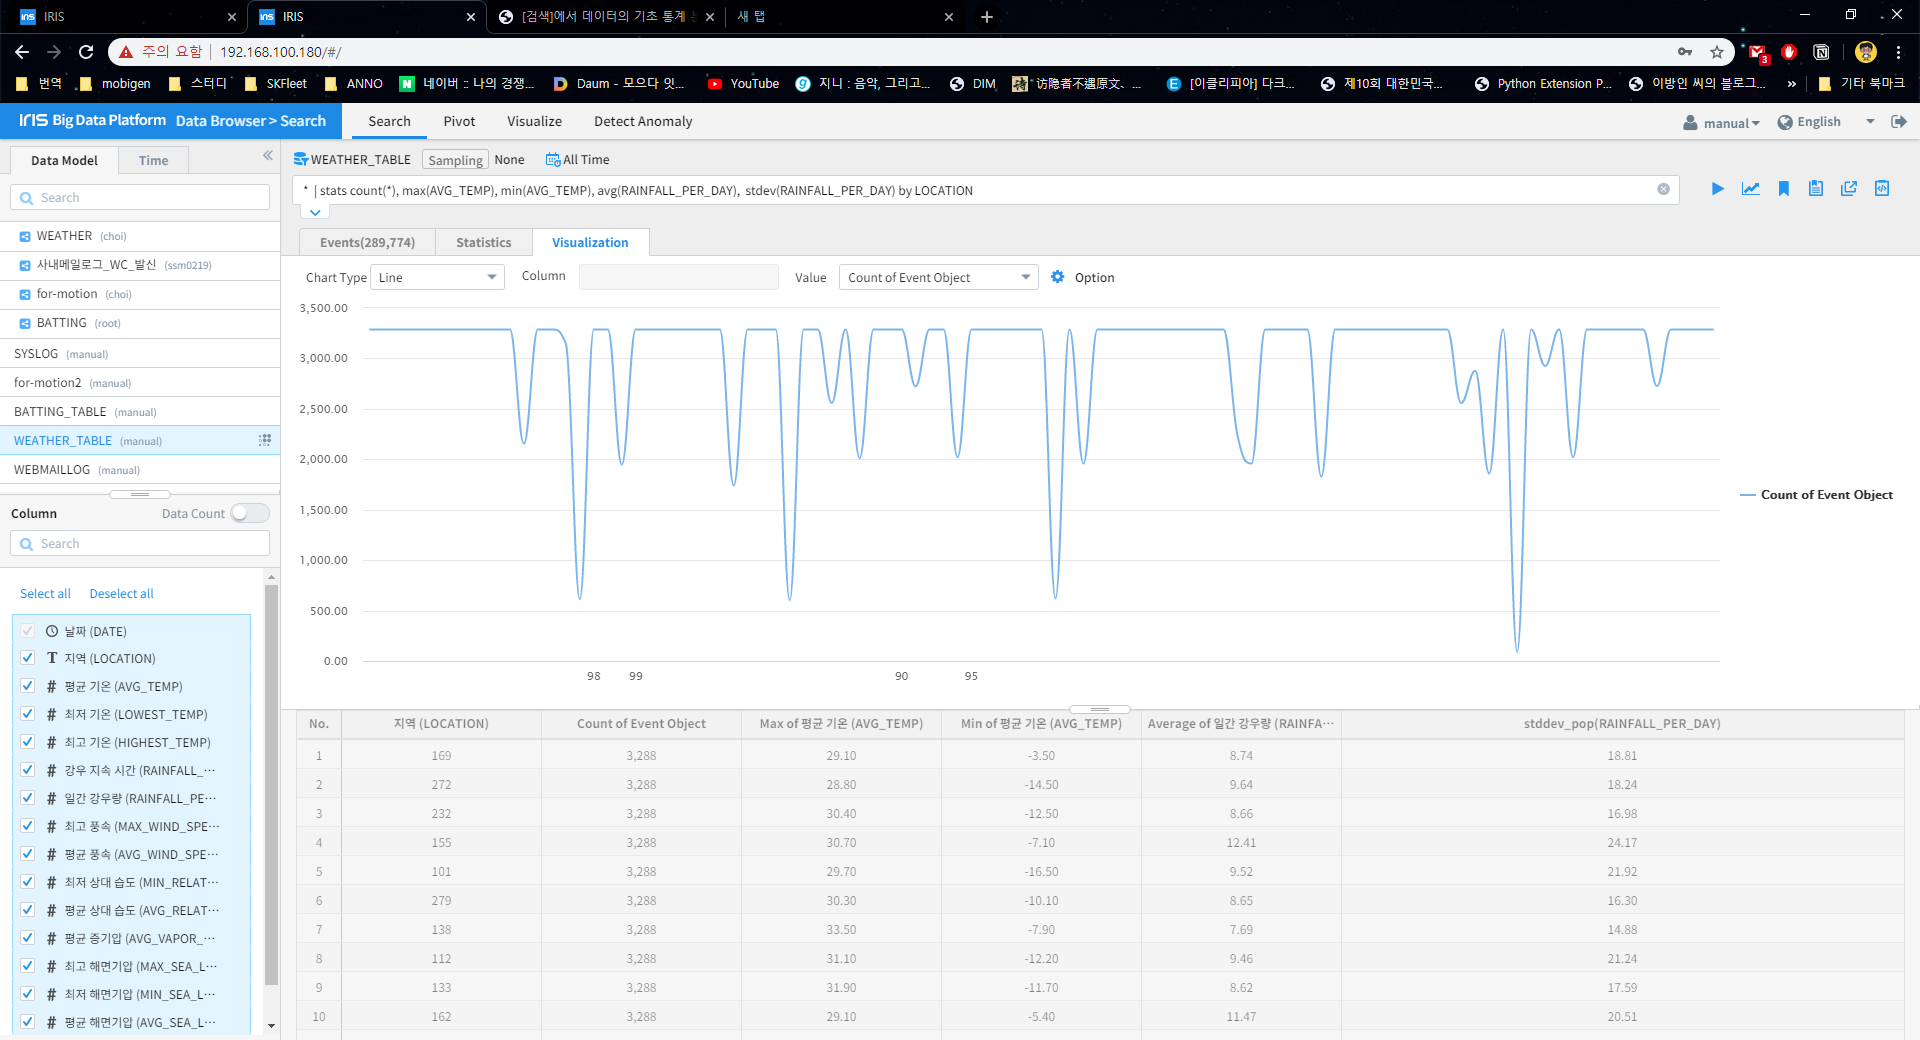 IRIS
IRIS
[검색]에서 데이터의 기초 통계
새 탭
주의 요함 192.168.100.180/#/
3
번역 mobigen 스터디 SKFleet ANNO 네이버 :: 나의 경쟁... Daum - 모으다 잇... YouTube 지니 : 음악, 그리고... DIM 访隐者不遇原文、... [이클리피아] 다크... 제10회 대한민국... Python Extension P... 이방인 씨의 블로그... » 기타 북마크
IRIS Big Data Platform Data Browser > Search Search Pivot Visualize Detect Anomaly manual English
Data Model Time
WEATHER_TABLE Sampling None All Time
Search
* | stats count(*), max(AVG_TEMP), min(AVG_TEMP), avg(RAINFALL_PER_DAY), stdev(RAINFALL_PER_DAY) by LOCATION
WEATHER (choi)
사내메일로그_WC_발신 (ssm0219)
for-motion (choi)
BATTING (root)
SYSLOG (manual)
for-motion2 (manual)
BATTING_TABLE (manual)
WEATHER_TABLE (manual)
WEBMAILLOG (manual)
Column Data Count
Search
Select all Deselect all
날짜 (DATE)
T 지역 (LOCATION)
# 평균 기온 (AVG_TEMP)
# 최저 기온 (LOWEST_TEMP)
# 최고 기온 (HIGHEST_TEMP)
# 강우 지속 시간 (RAINFALL_···
# 일간 강우량 (RAINFALL_PE···
# 최고 풍속 (MAX_WIND_SPE···
# 평균 풍속 (AVG_WIND_SPE···
# 최저 상대 습도 (MIN_RELAT···
# 평균 상대 습도 (AVG_RELAT···
# 평균 증기압 (AVG_VAPOR_···
# 최고 해면기압 (MAX_SEA_L···
# 최저 해면기압 (MIN_SEA_L···
# 평균 해면기압 (AVG_SEA_L···
Events(289,774) Statistics Visualization
Chart Type Line Column Value Count of Event Object Option
3,500.00
3,000.00
2,500.00
2,000.00
1,500.00
1,000.00
500.00
0.00
98 99 90 95
Count of Event Object
No. 지역 (LOCATION) Count of Event Object Max of 평균 기온 (AVG_TEMP) Min of 평균 기온 (AVG_TEMP) Average of 일간 강우량 (RAINFA··· stddev_pop(RAINFALL_PER_DAY)
1 169 3,288 29.10 -3.50 8.74 18.81
2 272 3,288 28.80 -14.50 9.64 18.24
3 232 3,288 30.40 -12.50 8.66 16.98
4 155 3,288 30.70 -7.10 12.41 24.17
5 101 3,288 29.70 -16.50 9.52 21.92
6 279 3,288 30.30 -10.10 8.65 16.30
7 138 3,288 33.50 -7.90 7.69 14.88
8 112 3,288 31.10 -12.20 9.46 21.24
9 133 3,288 31.90 -11.70 8.62 17.59
10 162 3,288 29.10 -5.40 11.47 20.51